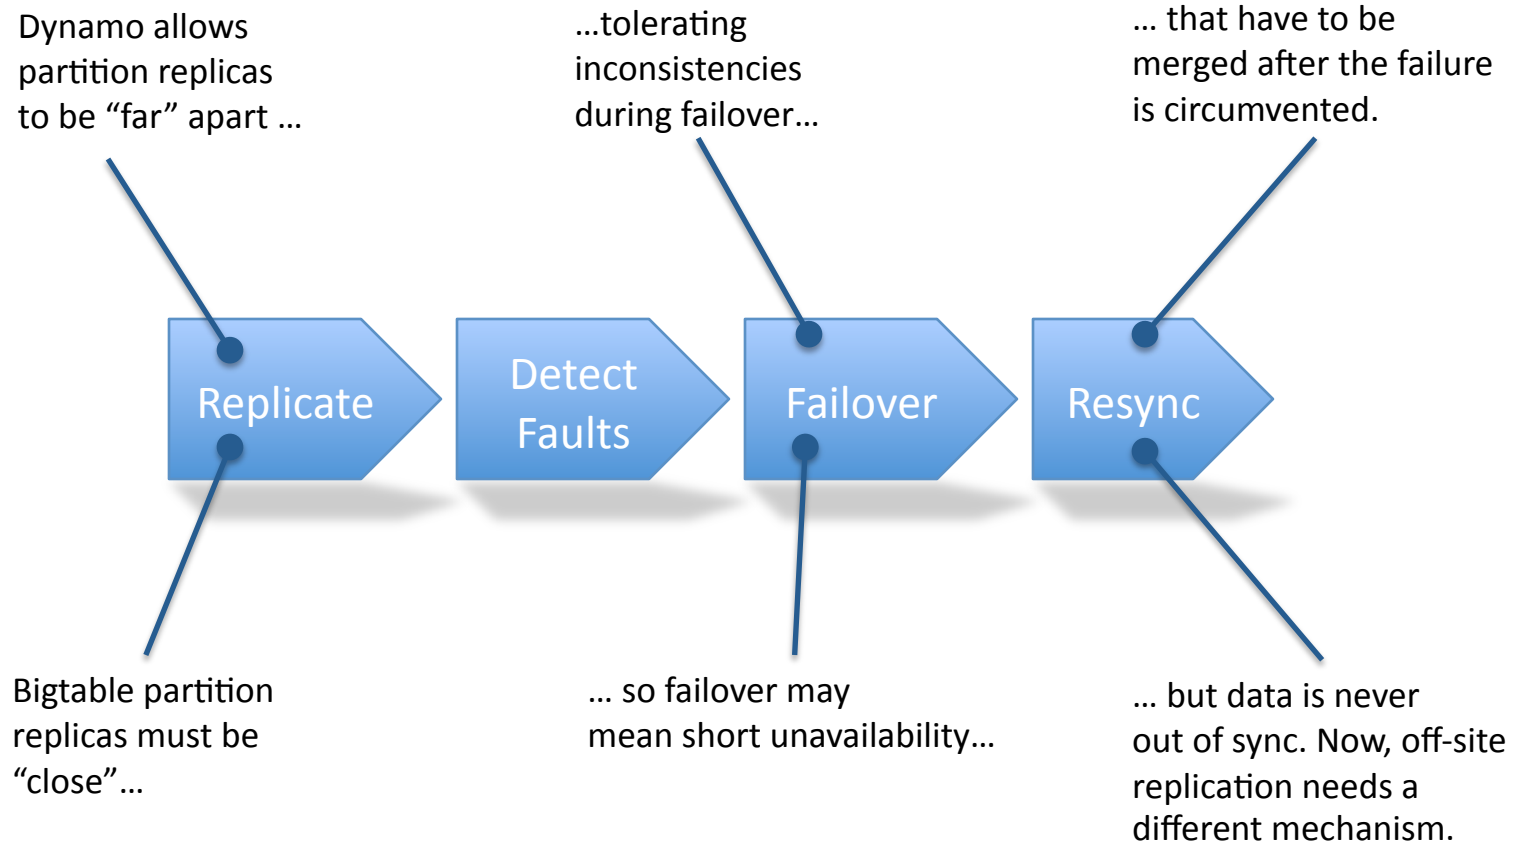 Dynamo allows
partition replicas
to be “far” apart …
…tolerating
inconsistencies
during failover…
… that have to be
merged after the failure
is circumvented.
Replicate
Detect
Faults
Failover
Resync
Bigtable partition
replicas must be
“close”…
… so failover may
mean short unavailability…
… but data is never
out of sync. Now, off-site
replication needs a
different mechanism.